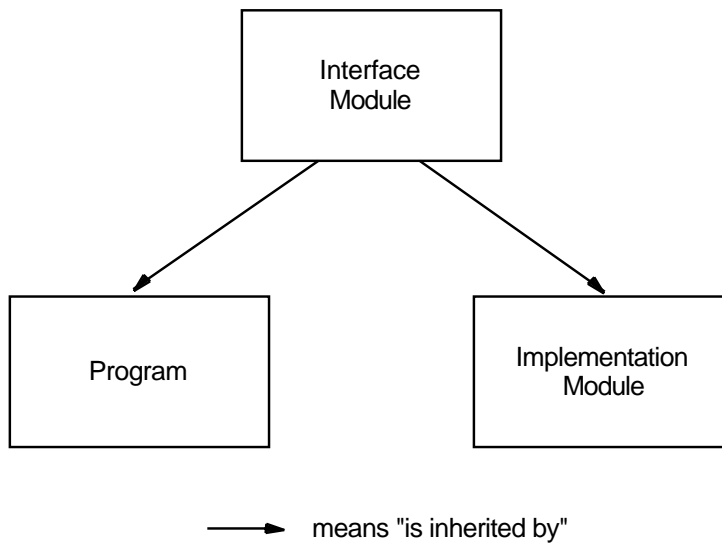 Interface
Module
Program
Implementation
Module
means "is inherited by"